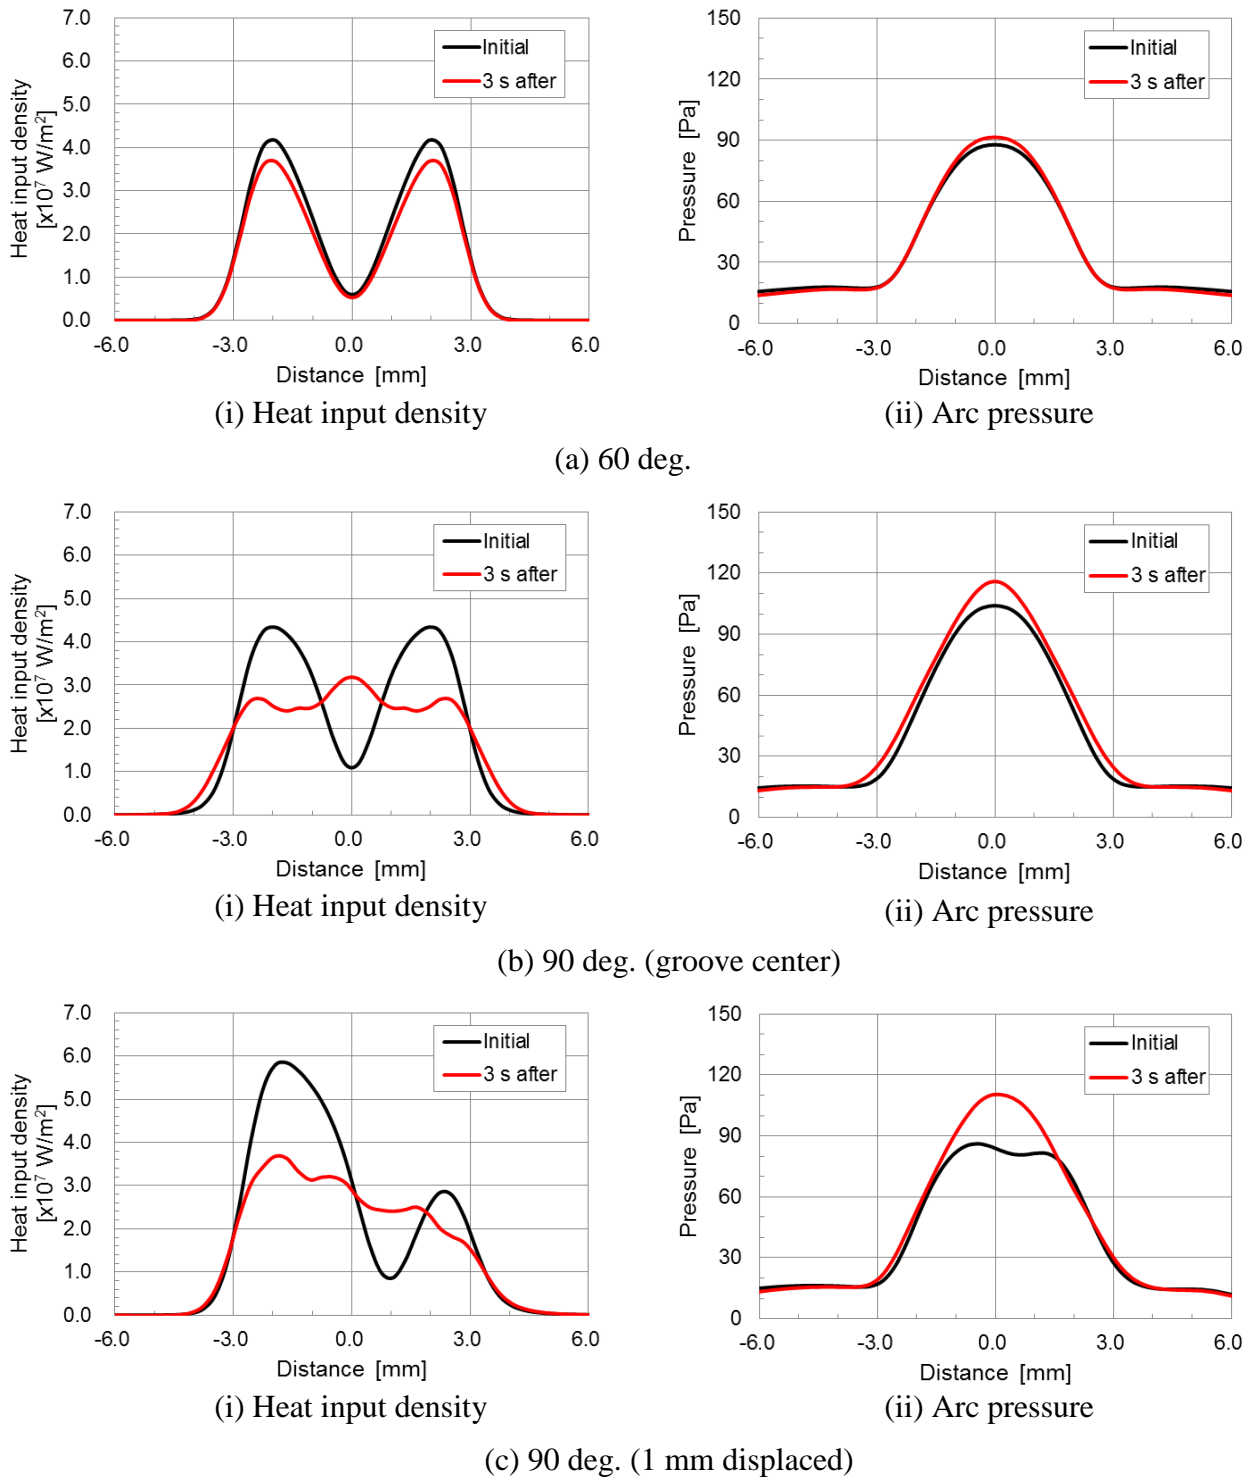 7.0
6.0
5.0
4.0
3.0
2.0
1.0
0.0
Heat input density
[x10⁷ W/m²]
Initial
3 s after
-6.0 -3.0 0.0 3.0 6.0
Distance [mm]
(i) Heat input density
150
120
90
60
30
0
Pressure [Pa]
Initial
3 s after
-6.0 -3.0 0.0 3.0 6.0
Distance [mm]
(ii) Arc pressure
(a) 60 deg.
7.0
6.0
5.0
4.0
3.0
2.0
1.0
0.0
Heat input density
[x10⁷ W/m²]
Initial
3 s after
-6.0 -3.0 0.0 3.0 6.0
Distance [mm]
(i) Heat input density
150
120
90
60
30
0
Pressure [Pa]
Initial
3 s after
-6.0 -3.0 0.0 3.0 6.0
Distance [mm]
(ii) Arc pressure
(b) 90 deg. (groove center)
7.0
6.0
5.0
4.0
3.0
2.0
1.0
0.0
Heat input density
[x10⁷ W/m²]
Initial
3 s after
-6.0 -3.0 0.0 3.0 6.0
Distance [mm]
(i) Heat input density
150
120
90
60
30
0
Pressure [Pa]
Initial
3 s after
-6.0 -3.0 0.0 3.0 6.0
Distance [mm]
(ii) Arc pressure
(c) 90 deg. (1 mm displaced)